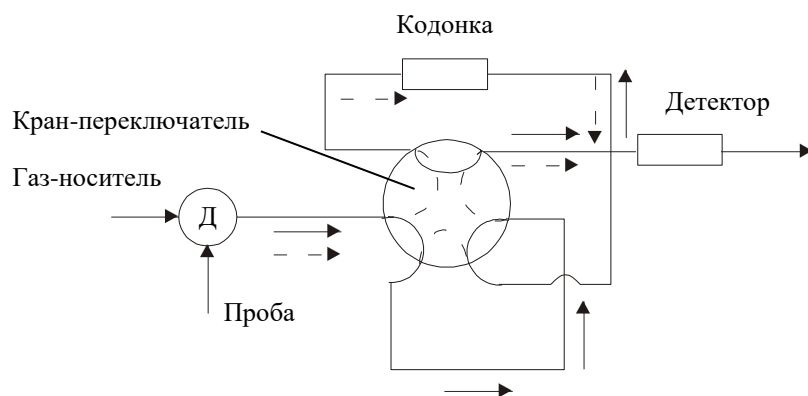 Кодонка
Детектор
Кран-переключатель
Газ-носитель
Д
Проба